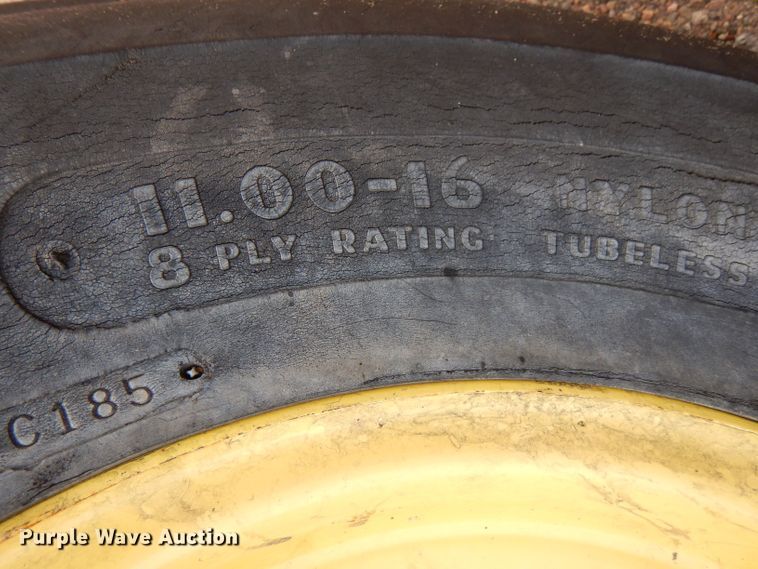 11.00-16 NYLON
8 PLY RATING TUBELESS
C185
Purple Wave Auction